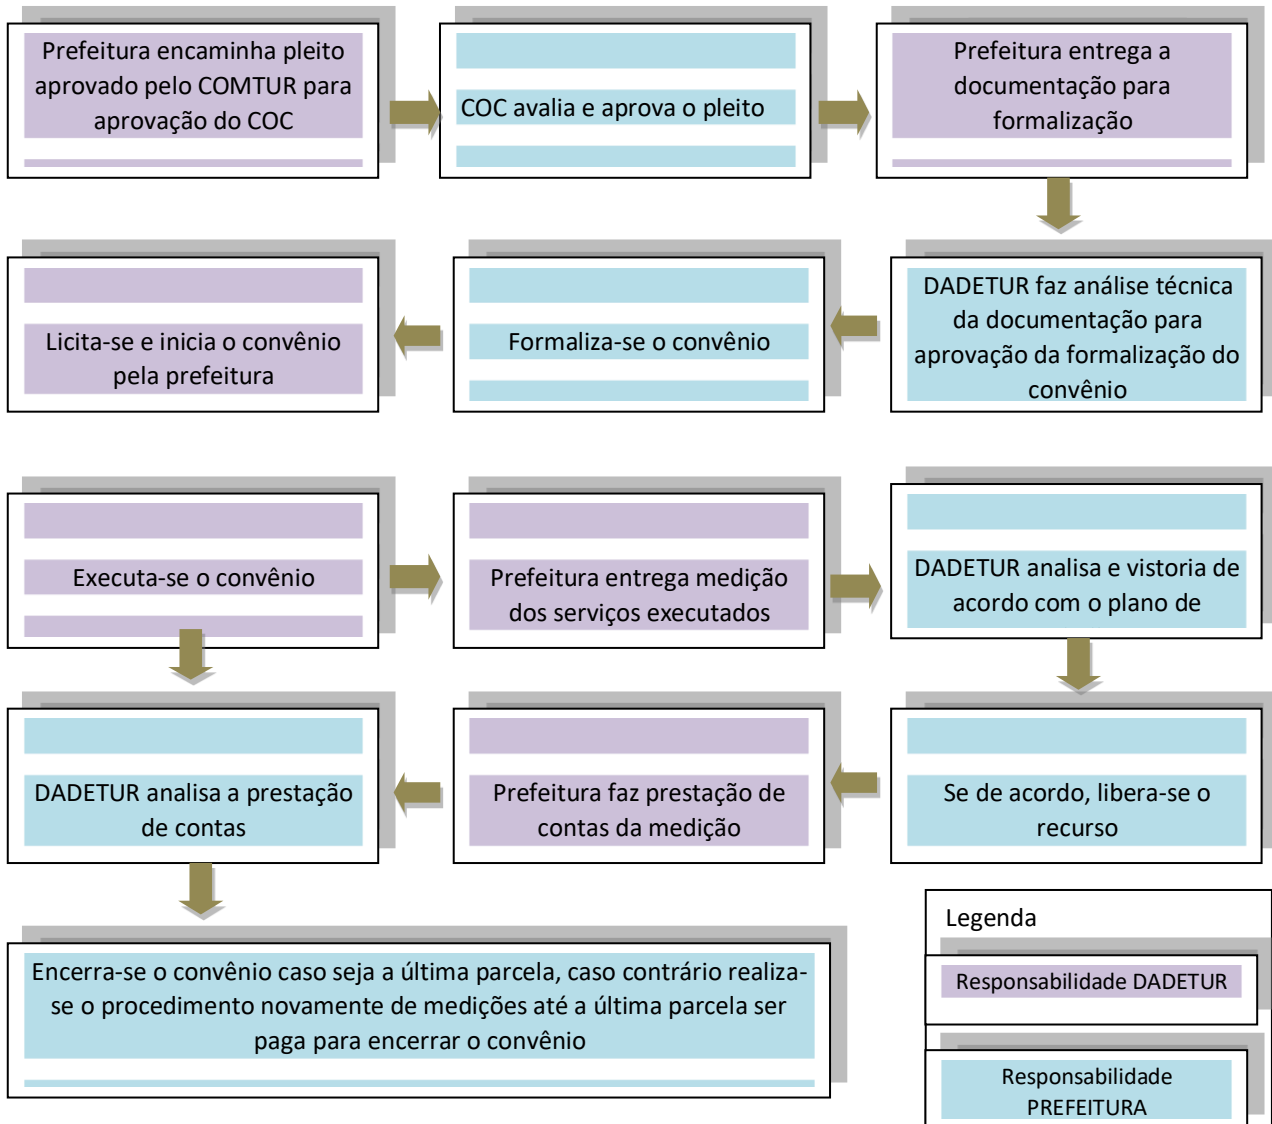 Prefeitura encaminha pleito
aprovado pelo COMTUR para
aprovação do COC
COC avalia e aprova o pleito
Prefeitura entrega a
documentação para
formalização
Licita-se e inicia o convênio
pela prefeitura
Formaliza-se o convênio
DADETUR faz análise técnica
da documentação para
aprovação da formalização do
convênio
Executa-se o convênio
Prefeitura entrega medição
dos serviços executados
DADETUR analisa e vistoria de
acordo com o plano de
DADETUR analisa a prestação
de contas
Prefeitura faz prestação de
contas da medição
Se de acordo, libera-se o
recurso
Encerra-se o convênio caso seja a última parcela, caso contrário realiza-
se o procedimento novamente de medições até a última parcela ser
paga para encerrar o convênio
Legenda
Responsabilidade DADETUR
Responsabilidade
PREFEITURA